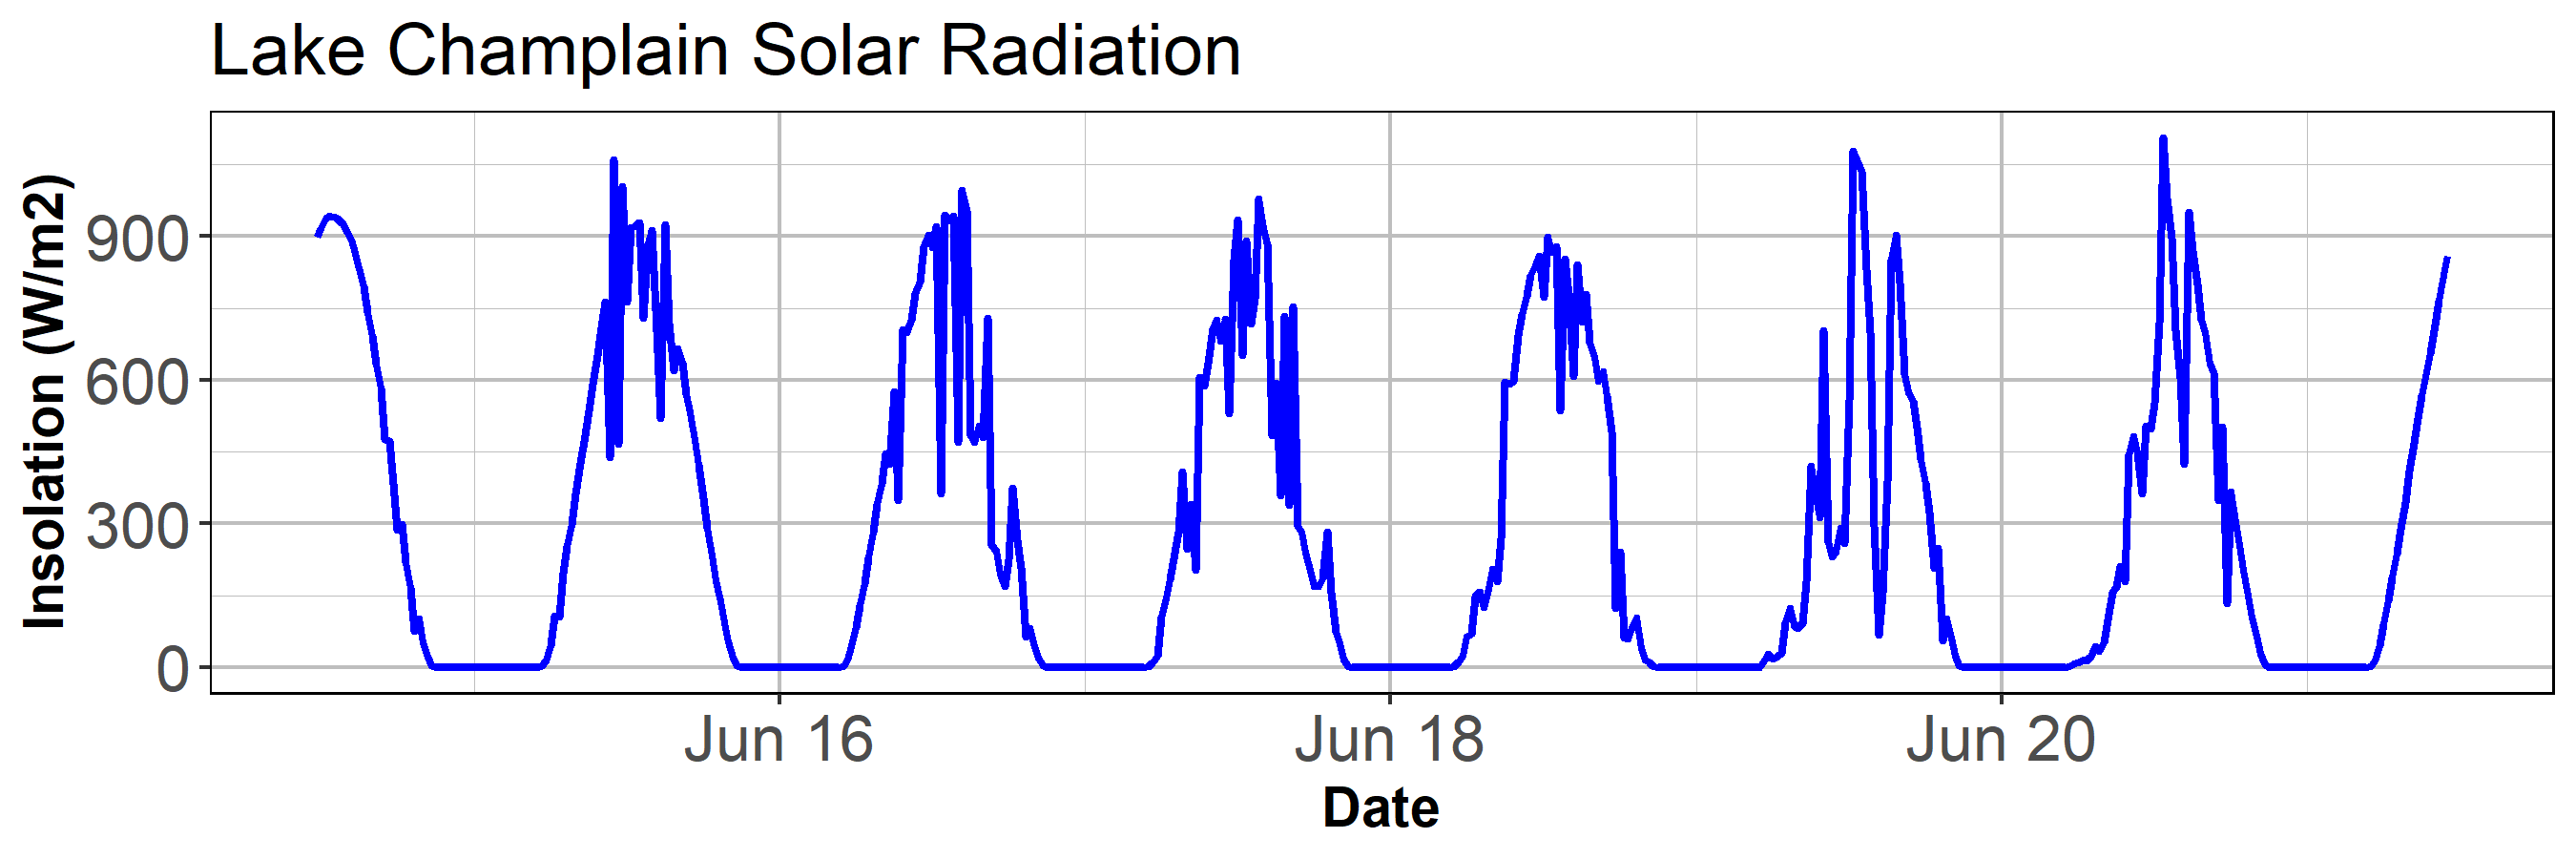 Lake Champlain Solar Radiation
Insolation (W/m2)
900
600
300
0
Jun 16
Jun 18
Jun 20
Date